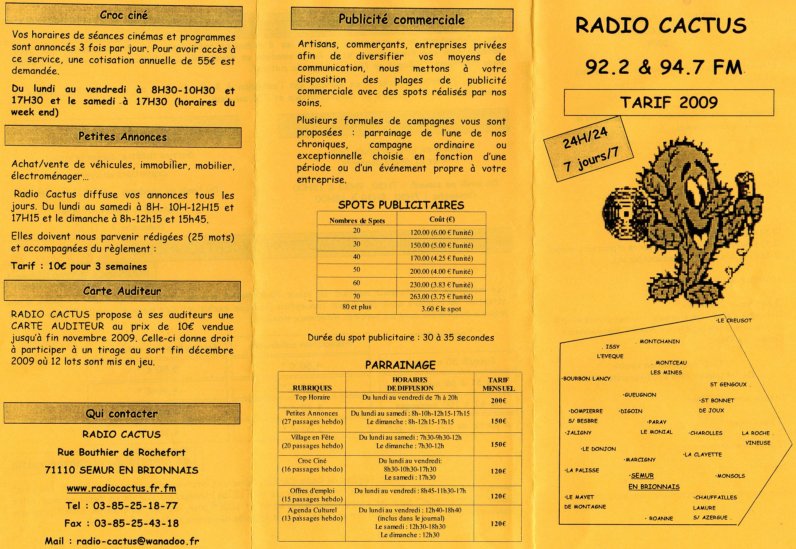 Croc ciné
Vos horaires de séances cinémas et programmes
sont annoncés 3 fois par jour. Pour avoir accès à
ce service, une cotisation annuelle de 55€ est
demandée.
Du lundi au vendredi à 8H30-10H30 et
17H30 et le samedi à 17H30 (horaires du
week end)
Petites Annonces
Achat/vente de véhicules, immobilier, mobilier,
électroménager...
Radio Cactus diffuse vos annonces tous les
jours. Du lundi au samedi à 8H- 10H-12H15 et
17H15 et le dimanche à 8h-12h15 et 15h45.
Elles doivent nous parvenir rédigées (25 mots)
et accompagnées du règlement :
Tarif : 10€ pour 3 semaines
Carte Auditeur
RADIO CACTUS propose à ses auditeurs une
CARTE AUDITEUR au prix de 10€ vendue
jusqu'à fin novembre 2009. Celle-ci donne droit
à participer à un tirage au sort fin décembre
2009 où 12 lots sont mis en jeu.
Qui contacter
RADIO CACTUS
Rue Bouthier de Rochefort
71110 SEMUR EN BRIONNAIS
www.radiocactus.fr.fm
Tel : 03-85-25-18-77
Fax : 03-85-25-43-18
Mail : radio-cactus@wanadoo.fr
Publicité commerciale
Artisans, commerçants, entreprises privées
afin de diversifier vos moyens de
communication, nous mettons à votre
disposition des plages de publicité
commerciale avec des spots réalisés par nos
soins.
Plusieurs formules de campagnes vous sont
proposées : parrainage de l'une de nos
chroniques, campagne ordinaire ou
exceptionnelle choisie en fonction d'une
période ou d'un événement propre à votre
entreprise.
SPOTS PUBLICITAIRES
Nombres de Spots Coût (€)
20 120.00 (6.00 € l'unité)
30 150.00 (5.00 € l'unité)
40 170.00 (4.25 € l'unité)
50 200.00 (4.00 € l'unité)
60 230.00 (3.83 € l'unité)
70 263.00 (3.75 € l'unité)
80 et plus 3.60 € le spot
Durée du spot publicitaire : 30 à 35 secondes
PARRAINAGE
RUBRIQUES HORAIRES DE DIFFUSION TARIF MENSUEL
Top Horaire Du lundi au vendredi de 7h à 20h 200€
Petites Annonces Du lundi au samedi : 8h-10h-12h15-17h15 150€
(27 passages hebdo) Le dimanche : 8h-12h15-17h15
Village en Fête Du lundi au samedi : 7h30-9h30-12h 150€
(20 passages hebdo) Le dimanche : 7h30-12h
Croc Ciné Du lundi au vendredi: 120€
(16 passages hebdo) 8h30-10h30-17h30
Le samedi : 17h30
Offres d'emploi Du lundi au vendredi : 8h45-11h30-17h 120€
(15 passages hebdo)
Agenda Culturel Du lundi au vendredi : 12h40-18h40 120€
(13 passages hebdo) (inclus dans le journal)
Le samedi : 12h30-18h30
Le dimanche : 12h30
RADIO CACTUS
92.2 & 94.7 FM
TARIF 2009
24H/24
7 jours/7
·LE CREUSOT
. MONTCHANIN
. ISSY
L'EVEQUE
. MONTCEAU
LES MINES
·BOURBON LANCY
ST GENGOUX
·GUEUGNON
· ST BONNET
DE JOUX
·DOMPIERRE
S/ BESBRE
·DIGOIN
· PARAY
LE MONIAL
·CHAROLLES
·LA ROCHE
VINEUSE
·JALIGNY
·LE DONJON
. LA CLAYETTE
·MARCIGNY
·LA PALISSE
·SEMUR
EN BRIONNAIS
·MONSOLS
·LE MAYET
DE MONTAGNE
·CHAUFFAILLES
LAMURE
S/ AZERGUE .
· ROANNE